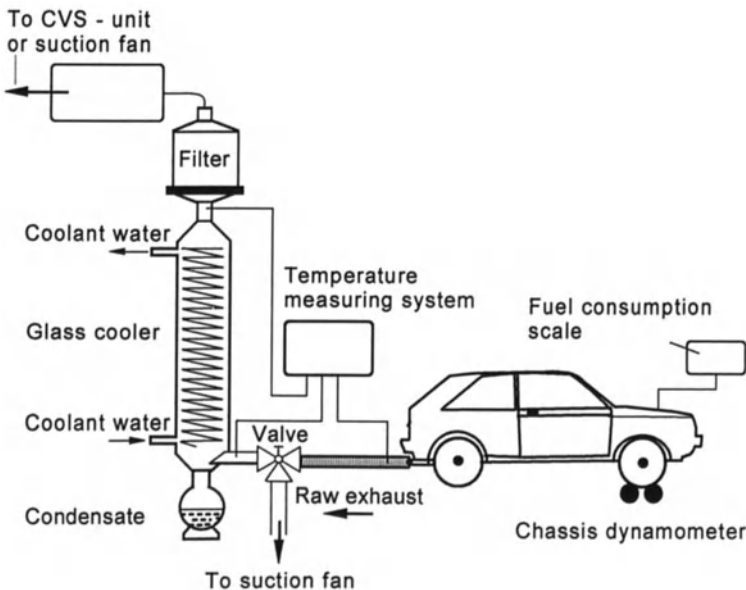 To CVS - unit
or suction fan
Filter
Coolant water
Temperature
measuring system
Fuel consumption
scale
Glass cooler
Coolant water
Valve
Raw exhaust
Condensate
Chassis dynamometer
To suction fan